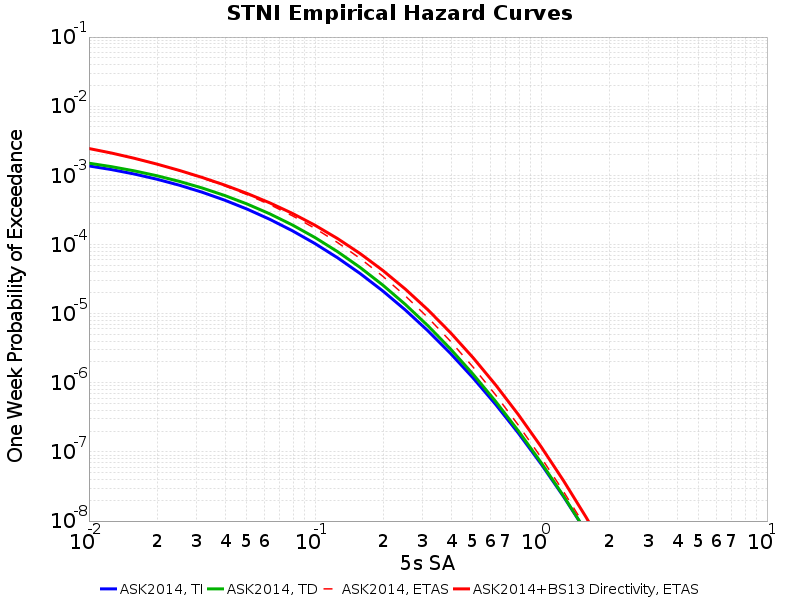 STNI Empirical Hazard Curves
One Week Probability of Exceedance
10-1
10-2
10-3
10-4
10-5
10-6
10-7
10-8
10-2 2 3 4 5 6 10-1 2 3 4 5 6 7 100 2 3 4 5 6 7 101
5s SA
ASK2014, TI ASK2014, TD ASK2014, ETAS ASK2014+BS13 Directivity, ETAS